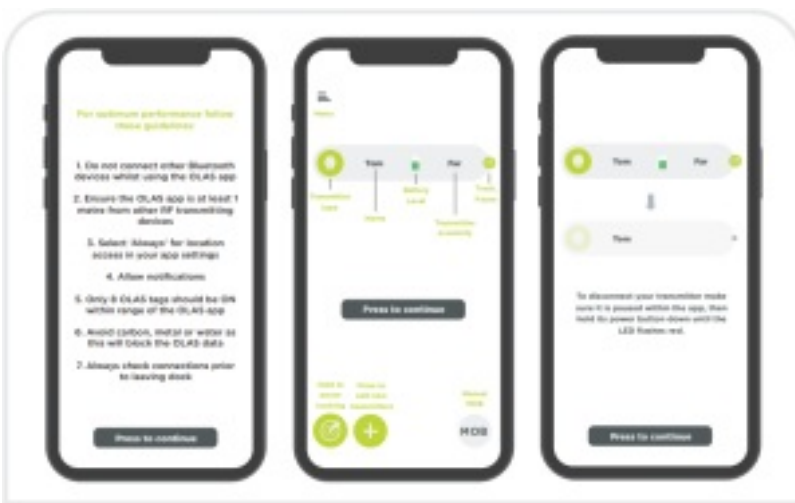 For optimum performance follow
these guidelines
1. Do not connect other Bluetooth
devices whilst using the OLAS app
2. Ensure the OLAS app is at least 1
metre from other RF transmitting
devices
3. Select 'Always' for location
access in your app settings
4. Allow notifications
5. Only 8 OLAS tags should be ON
within range of the OLAS app
6. Avoid carbon, metal or water as
this will block the OLAS data
7. Always check connections prior
to leaving dock
Press to continue
Menu
Tom
Far
Transmitter
Name
Battery
Level
Transmitter
Track
Press to continue
transmitters
Manual
MOB
MOB
Tom
Far
Tom
To disconnect your transmitter make
sure it is paused within the app, then
hold its power button down until the
LED flashes red.
Press to continue